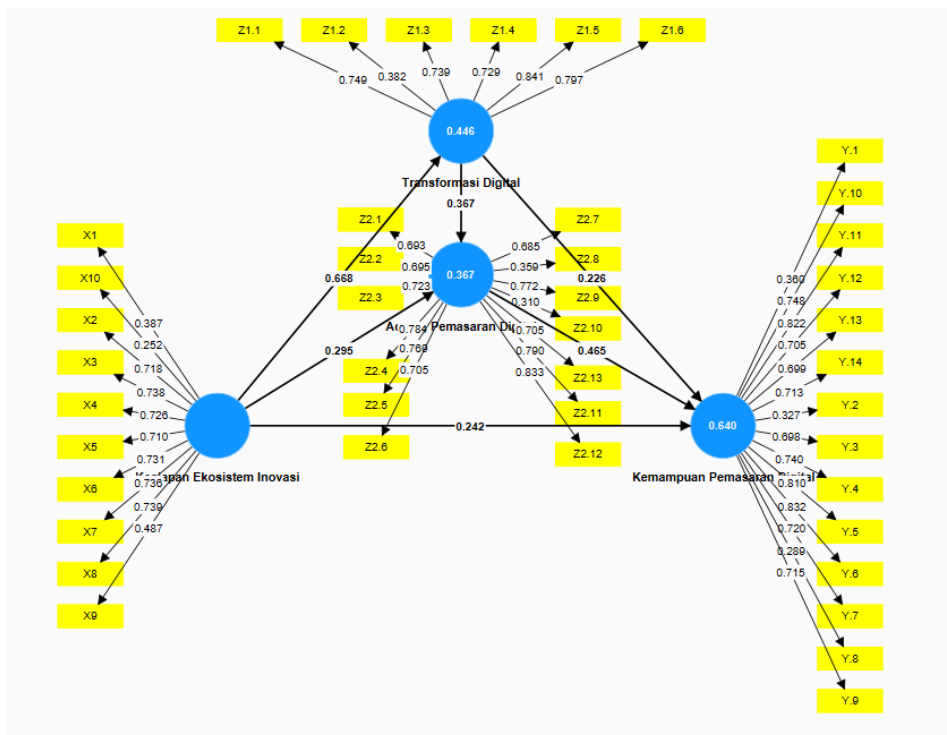 Z1.1 Z1.2 Z1.3 Z1.4 Z1.5 Z1.6
0.749 0.382 0.739 0.729 0.841 0.797
0.446
Transformasi Digital
0.367
0.668
0.295
0.242
0.226
0.465
X1
X10
X2
X3
X4
X5
X6
X7
X8
X9
0.387
0.252
0.718
0.738
0.726
0.710
0.731
0.736
0.739
0.487
Ekosistem Inovasi
Z2.1
Z2.2
Z2.3
Z2.4
Z2.5
Z2.6
0.693
0.695
0.723
0.784
0.769
0.705
0.367
Pemasaran
Z2.7
Z2.8
Z2.9
Z2.10
Z2.13
Z2.11
Z2.12
0.685
0.359
0.772
0.310
0.705
0.790
0.833
0.640
Kemampuan Pemasaran
Y.1
Y.10
Y.11
Y.12
Y.13
Y.14
Y.2
Y.3
Y.4
Y.5
Y.6
Y.7
Y.8
Y.9
0.360
0.748
0.822
0.705
0.699
0.713
0.327
0.698
0.740
0.810
0.832
0.720
0.289
0.715